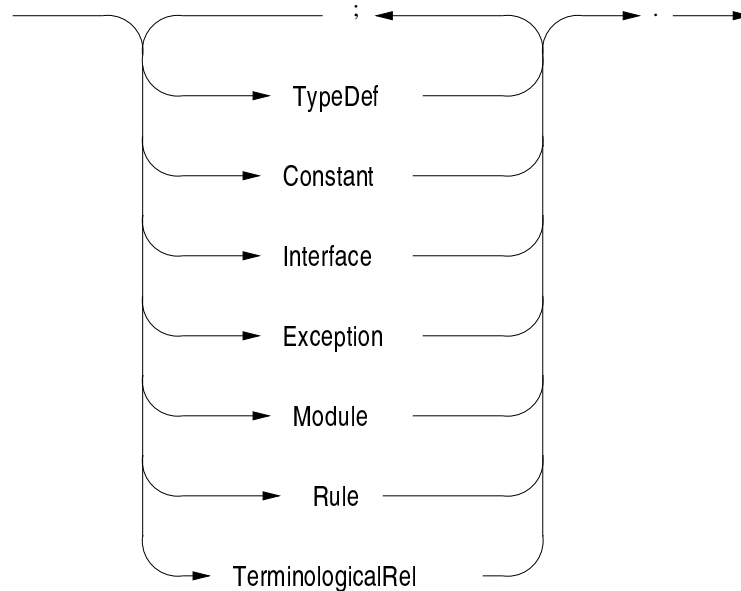 ; .
TypeDef
Constant
Interface
Exception
Module
Rule
TerminologicalRel